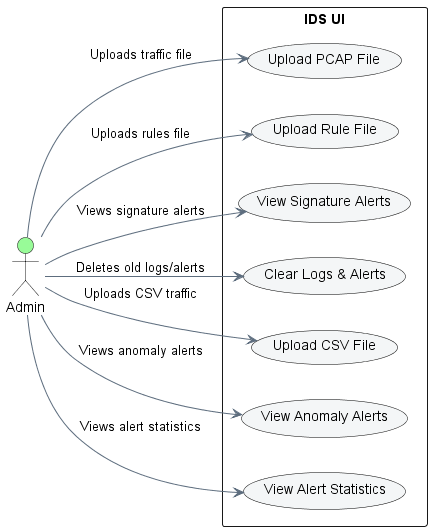 IDS UI
Uploads traffic file
Upload PCAP File
Uploads rules file
Upload Rule File
Views signature alerts
View Signature Alerts
Deletes old logs/alerts
Clear Logs & Alerts
Admin
Uploads CSV traffic
Upload CSV File
Views anomaly alerts
View Anomaly Alerts
Views alert statistics
View Alert Statistics